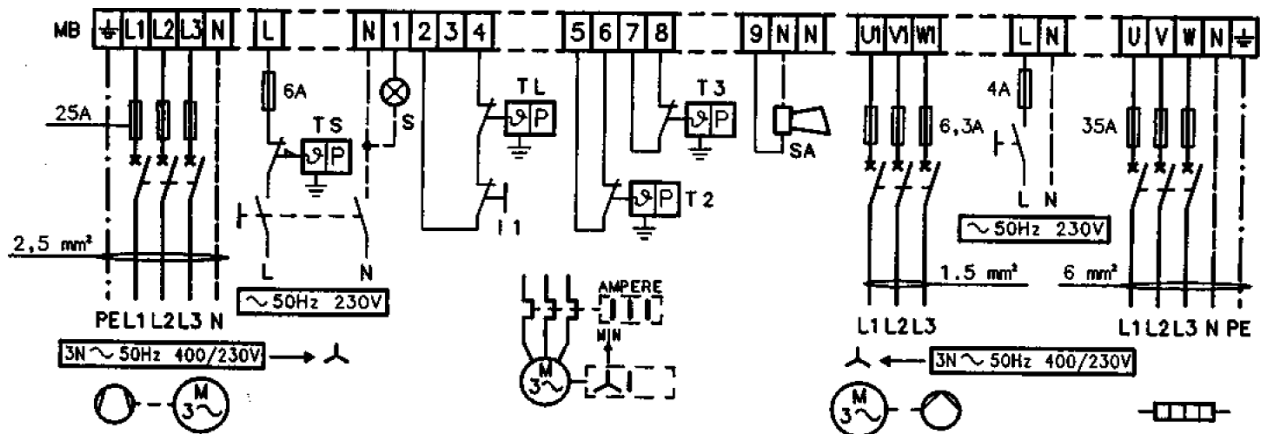 MB ⏚ L1 L2 L3 N L N 1 2 3 4 5 6 7 8 9 N N U1 V1 W1 L N U V W N ⏚
6A TL T3 4A
25A TS S SA 6,3A 35A
ϑ P ϑ P ϑ P
ϑ P T2
I1 L N
2,5 mm² ~ 50Hz 230V
L N AMPERE 1.5 mm² 6 mm²
~ 50Hz 230V
PE L1 L2 L3 N MIN L1 L2 L3 L1 L2 L3 N PE
3N ~ 50Hz 400/230V 3N ~ 50Hz 400/230V
M 3~ M 3~ M 3~